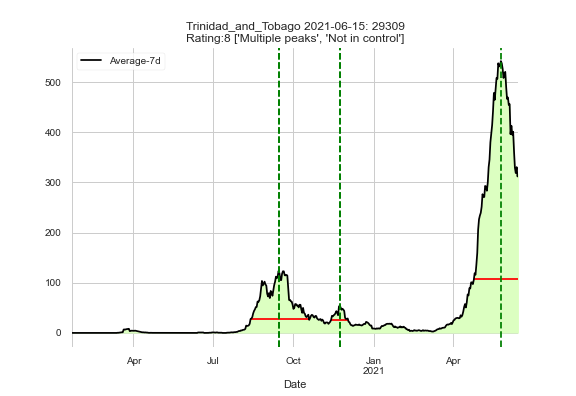 Trinidad_and_Tobago 2021-06-15: 29309
Rating:8 ['Multiple peaks', 'Not in control']
Average-7d
500
400
300
200
100
0
Apr Jul Oct Jan Apr
2021
Date